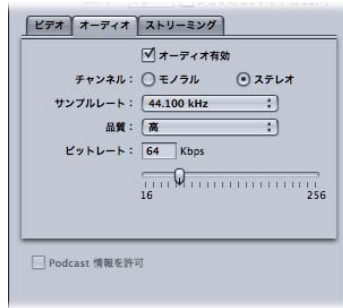 ビデオ オーディオ ストリーミング
オーディオ有効
チャンネル： モノラル ステレオ
サンプルレート： 44.100 kHz
品質： 高
ビットレート： 64 Kbps
16 256
Podcast 情報を許可